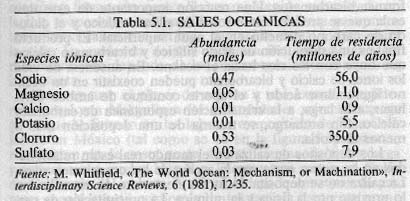 Tabla 5.1. SALES OCEANICAS
Especies iónicas Abundancia (moles) Tiempo de residencia (millones de años)
Sodio 0,47 56,0
Magnesio 0,05 11,0
Calcio 0,01 0,9
Potasio 0,01 5,5
Cloruro 0,53 350,0
Sulfato 0,03 7,9
Fuente: M. Whitfield, «The World Ocean: Mechanism, or Machination», In-
terdisciplinary Science Reviews, 6 (1981), 12-35.